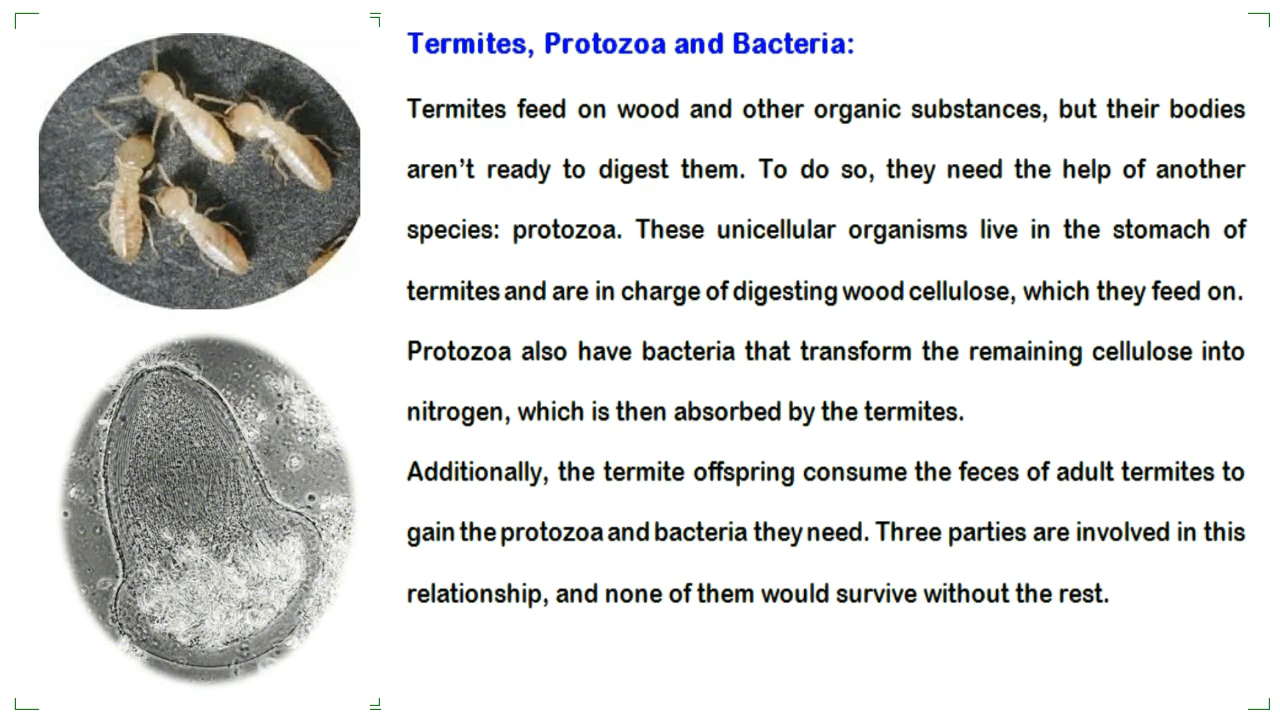 Termites, Protozoa and Bacteria:
Termites feed on wood and other organic substances, but their bodies
aren’t ready to digest them. To do so, they need the help of another
species: protozoa. These unicellular organisms live in the stomach of
termites and are in charge of digesting wood cellulose, which they feed on.
Protozoa also have bacteria that transform the remaining cellulose into
nitrogen, which is then absorbed by the termites.
Additionally, the termite offspring consume the feces of adult termites to
gain the protozoa and bacteria they need. Three parties are involved in this
relationship, and none of them would survive without the rest.